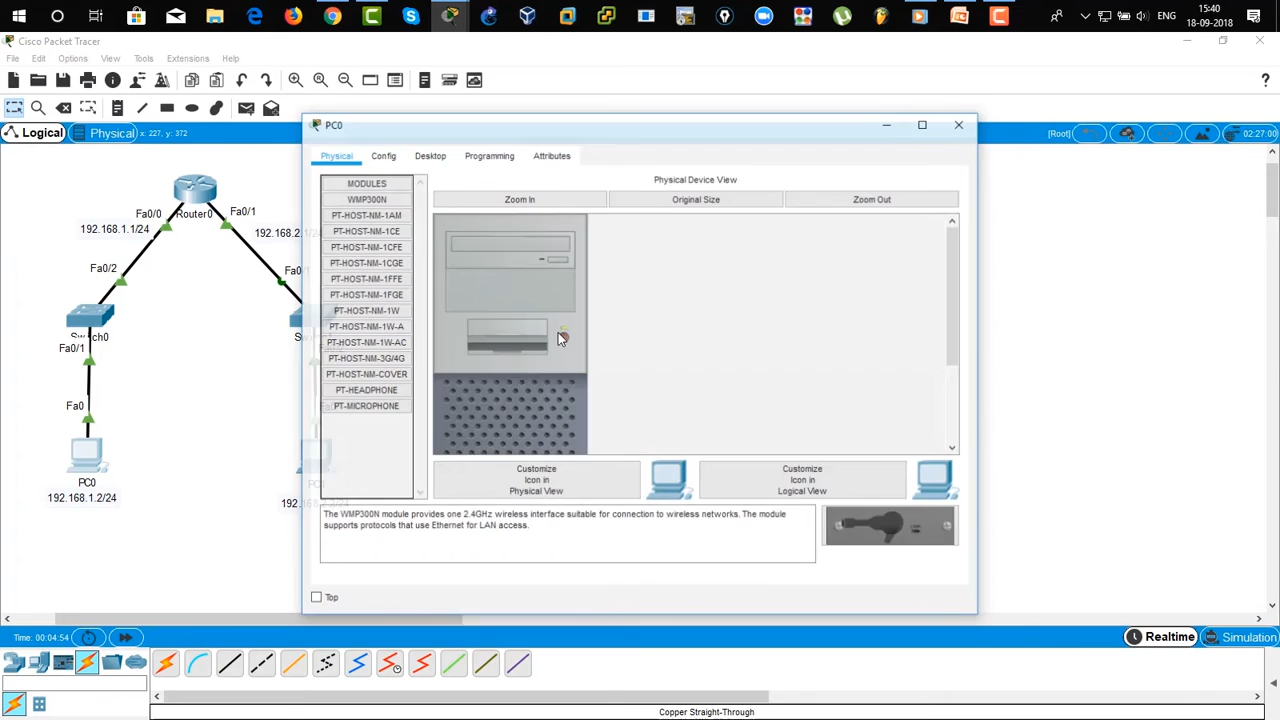 ENG
15:40
18-09-2018
Cisco Packet Tracer
File Edit Options View Tools Extensions Help
Logical
Physical
x: 227, y: 372
[Root]
02:27:00
PC0
Physical Config Desktop Programming Attributes
MODULES
WMP300N
PT-HOST-NM-1AM
PT-HOST-NM-1CE
PT-HOST-NM-1CFE
PT-HOST-NM-1CGE
PT-HOST-NM-1FFE
PT-HOST-NM-1FGE
PT-HOST-NM-1W
PT-HOST-NM-1W-A
PT-HOST-NM-1W-AC
PT-HOST-NM-3G/4G
PT-HOST-NM-COVER
PT-HEADPHONE
PT-MICROPHONE
Physical Device View
Zoom In
Original Size
Zoom Out
Customize
Icon in
Physical View
Customize
Icon in
Logical View
The WMP300N module provides one 2.4GHz wireless interface suitable for connection to wireless networks. The module
supports protocols that use Ethernet for LAN access.
Top
Fa0/0
Router0
Fa0/1
192.168.1.1/24
192.168.2.1/24
Fa0/2
Switch0
Fa0/1
Fa0
PC0
192.168.1.2/24
Time: 00:04:54
Realtime
Simulation
Copper Straight-Through